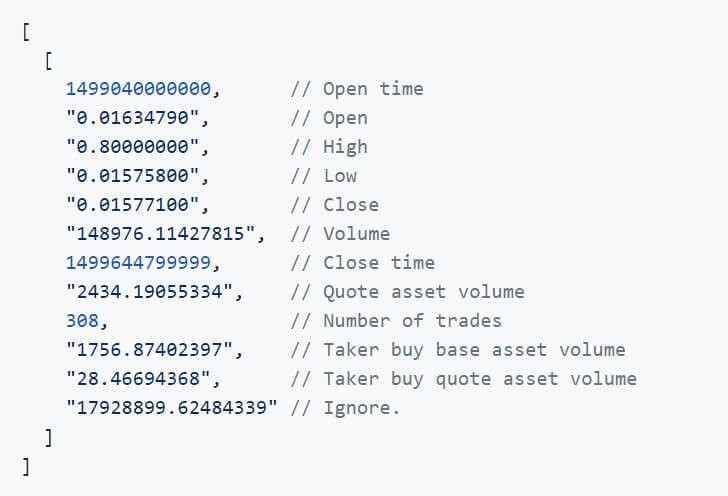 [
  [
    1499040000000,      // Open time
    "0.01634790",       // Open
    "0.80000000",       // High
    "0.01575800",       // Low
    "0.01577100",       // Close
    "148976.11427815",  // Volume
    1499644799999,      // Close time
    "2434.19055334",    // Quote asset volume
    308,                // Number of trades
    "1756.87402397",    // Taker buy base asset volume
    "28.46694368",      // Taker buy quote asset volume
    "17928899.62484339" // Ignore.
  ]
]